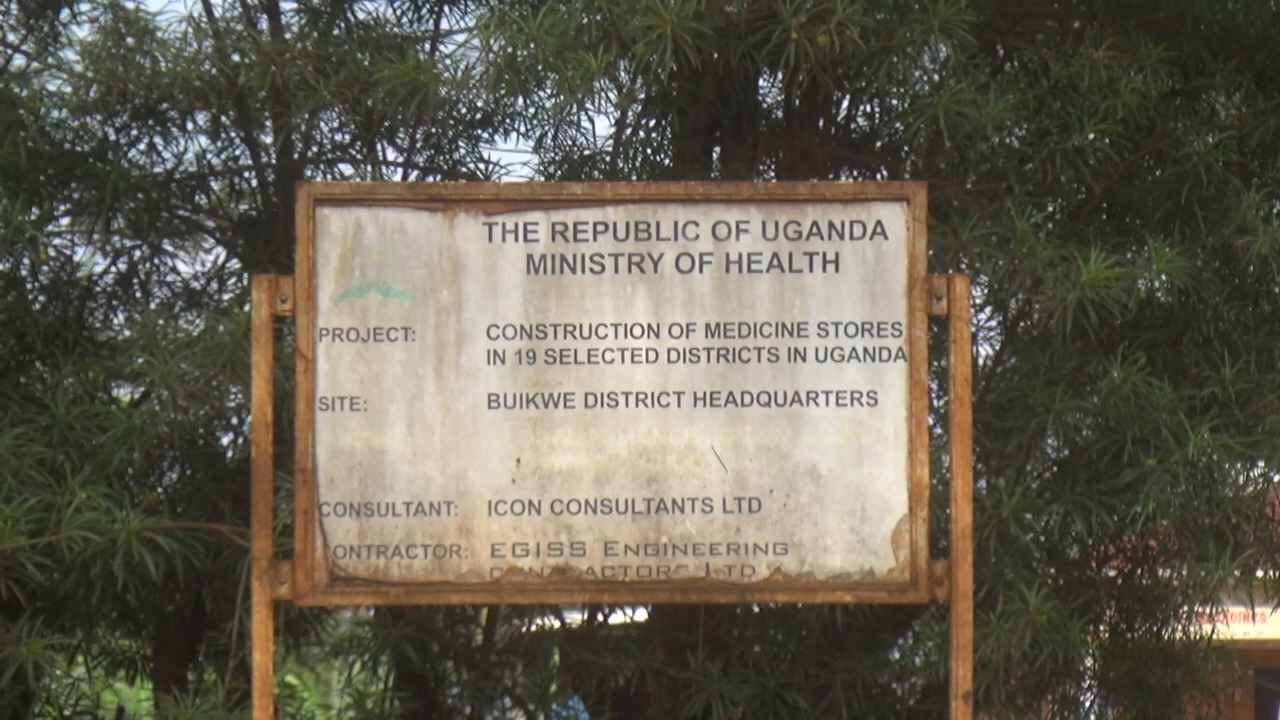 THE REPUBLIC OF UGANDA
MINISTRY OF HEALTH
PROJECT: CONSTRUCTION OF MEDICINE STORES
IN 19 SELECTED DISTRICTS IN UGANDA
SITE: BUIKWE DISTRICT HEADQUARTERS
CONSULTANT: ICON CONSULTANTS LTD
CONTRACTOR: EGISS ENGINEERING
CONTRACTORS LTD